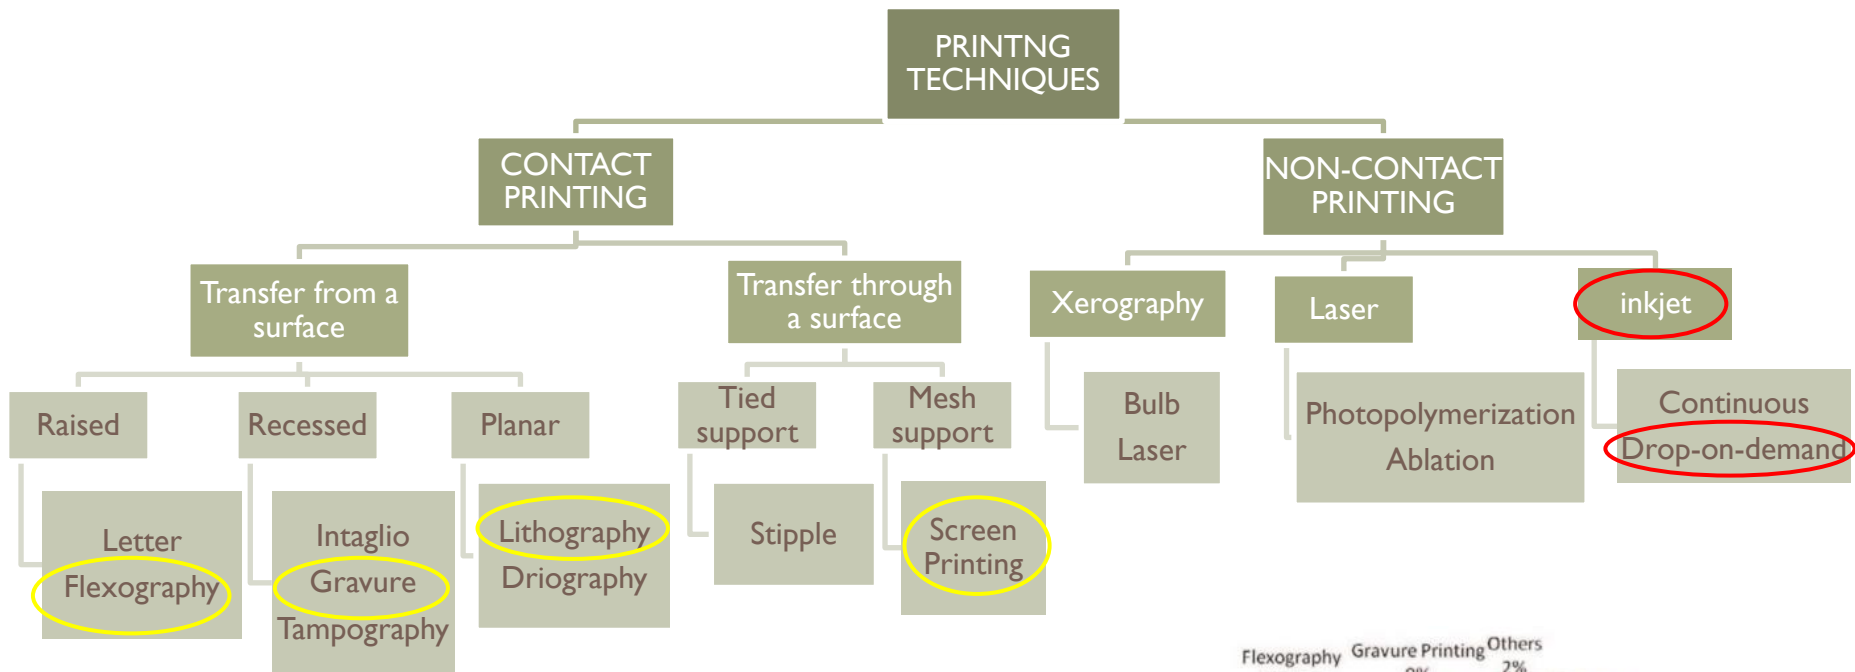 PRINTNG
TECHNIQUES
CONTACT
PRINTING
NON-CONTACT
PRINTING
Transfer from a
surface
Transfer through
a surface
Xerography
Laser
inkjet
Raised
Recessed
Planar
Tied
support
Mesh
support
Bulb
Laser
Photopolymerization
Ablation
Continuous
Drop-on-demand
Letter
Flexography
Intaglio
Gravure
Tampography
Lithography
Driography
Stipple
Screen
Printing
Flexography Gravure Printing Others
2%